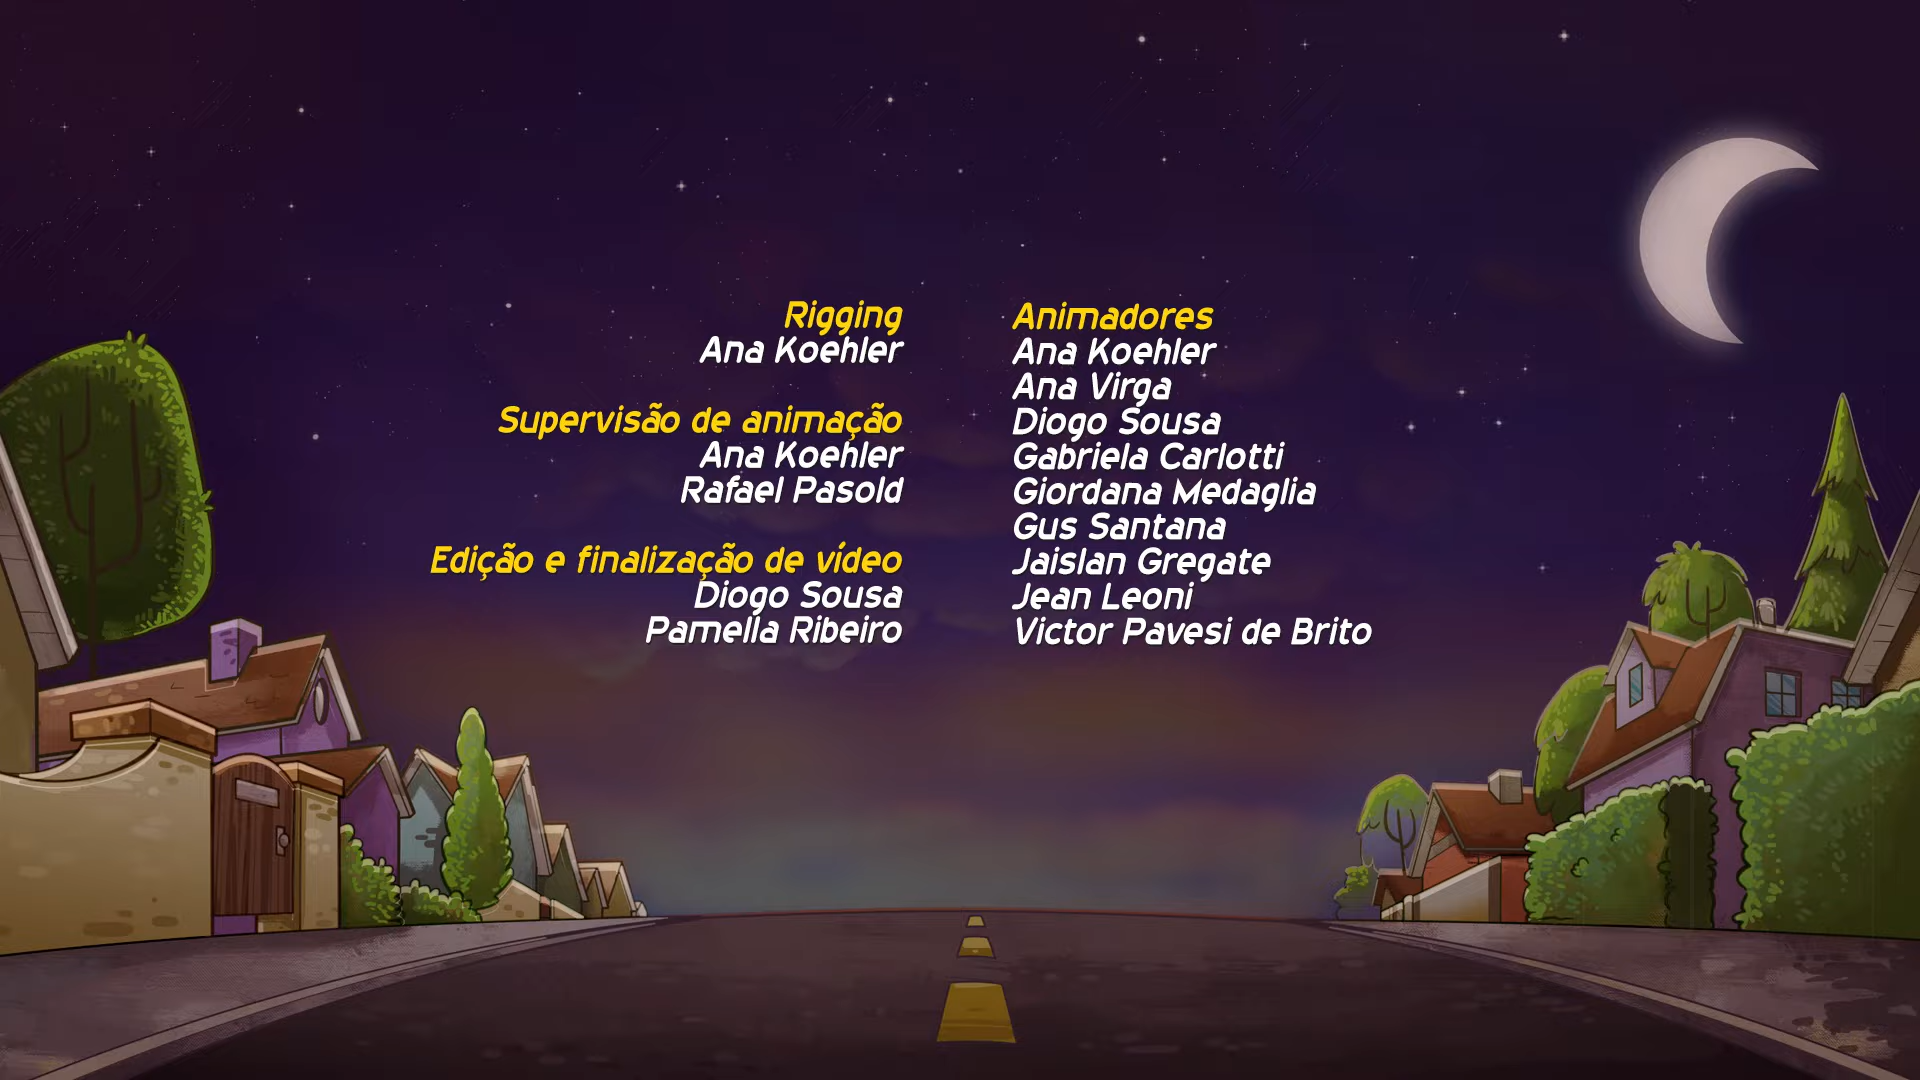 Rigging
Ana Koehler
Supervisão de animação
Ana Koehler
Rafael Pasold
Edição e finalização de vídeo
Diogo Sousa
Pamella Ribeiro
Animadores
Ana Koehler
Ana Virga
Diogo Sousa
Gabriela Carlotti
Giordana Medaglia
Gus Santana
Jaislan Gregate
Jean Leoni
Victor Pavesi de Brito